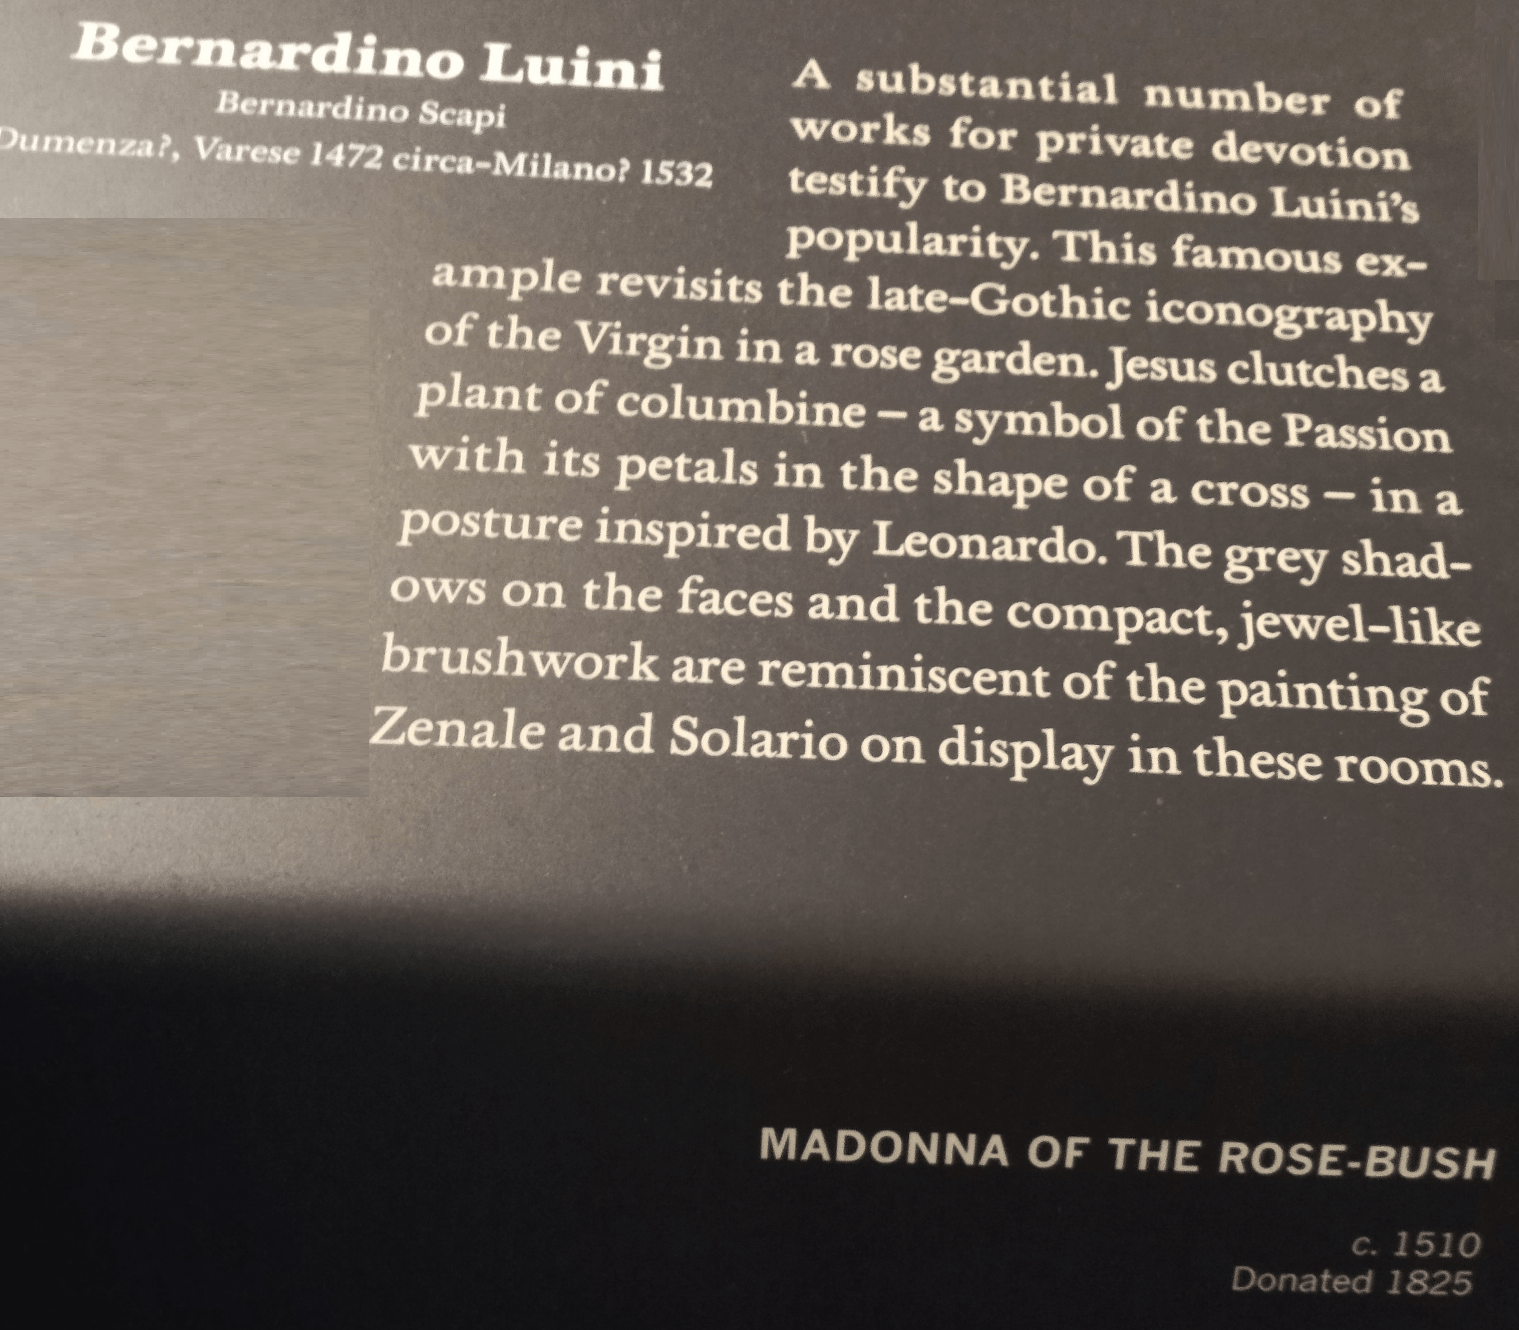 Bernardino Luini
Bernardino Scapi
Dumenza?, Varese 1472 circa–Milano? 1532
A substantial number of
works for private devotion
testify to Bernardino Luini’s
popularity. This famous ex–
ample revisits the late–Gothic iconography
of the Virgin in a rose garden. Jesus clutches a
plant of columbine – a symbol of the Passion
with its petals in the shape of a cross – in a
posture inspired by Leonardo. The grey shad–
ows on the faces and the compact, jewel–like
brushwork are reminiscent of the painting of
Zenale and Solario on display in these rooms.
MADONNA OF THE ROSE-BUSH
c. 1510
Donated 1825